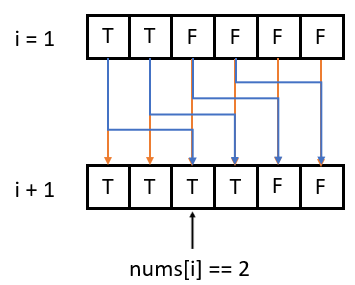 i = 1 T T F F F F
i + 1 T T T T F F
nums[i] == 2